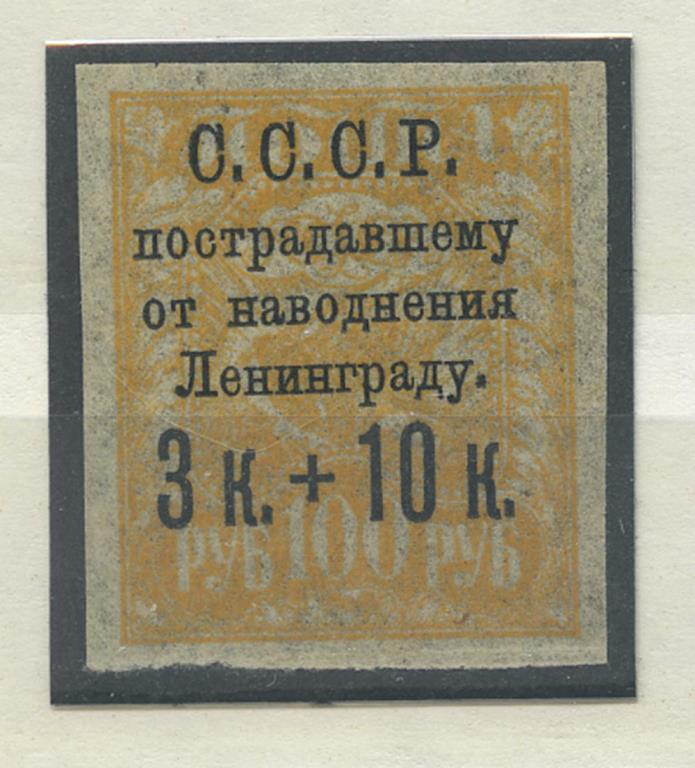 С.С.С.Р.
пострадавшему
от наводнения
Ленинграду.
3 к. + 10 к.
РУБ 100 РУБ